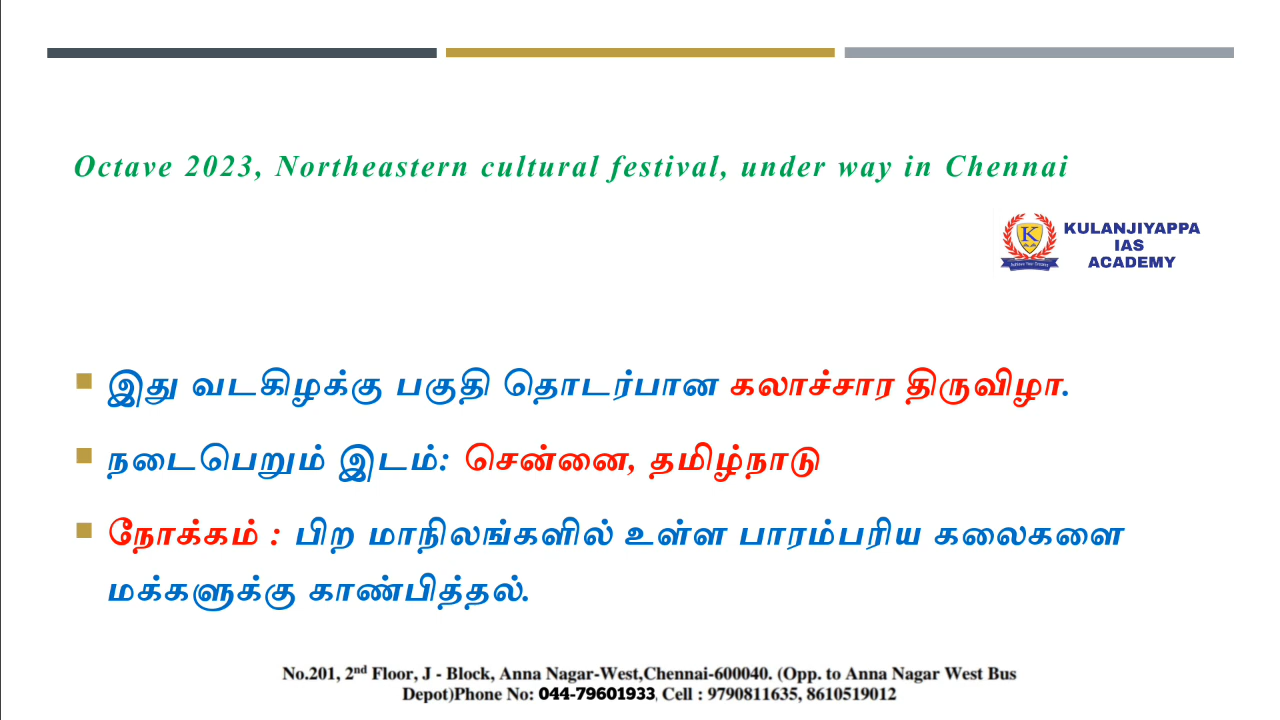 Octave 2023, Northeastern cultural festival, under way in Chennai
KULANJIYAPPA
IAS
ACADEMY
இது வடகிழக்கு பகுதி தொடர்பான கலாச்சார திருவிழா.
நடைபெறும் இடம்: சென்னை, தமிழ்நாடு
நோக்கம் : பிற மாநிலங்களில் உள்ள பாரம்பரிய கலைகளை
மக்களுக்கு காண்பித்தல்.
No.201, 2nd Floor, J - Block, Anna Nagar-West,Chennai-600040. (Opp. to Anna Nagar West Bus
Depot)Phone No: 044-79601933, Cell : 9790811635, 8610519012